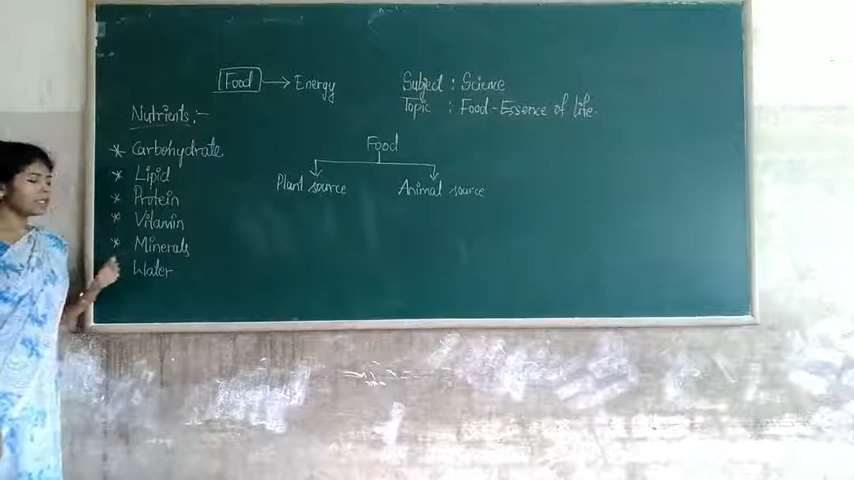 Food → Energy
Subject : Science
Topic : Food-Essence of life.
Nutrients :-
* Carbohydrate
* Lipid
* Protein
* Vitamin
* Minerals
Water
Food
Plant source
Animal source